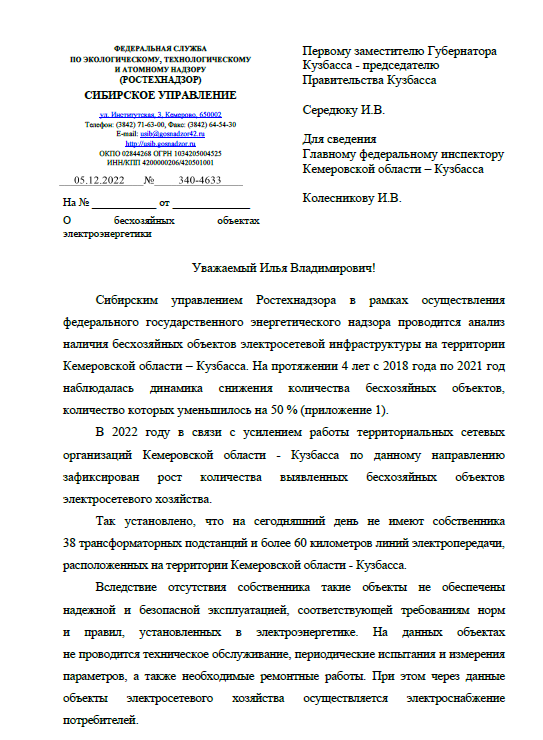 ФЕДЕРАЛЬНАЯ СЛУЖБА
ПО ЭКОЛОГИЧЕСКОМУ, ТЕХНОЛОГИЧЕСКОМУ
И АТОМНОМУ НАДЗОРУ
(РОСТЕХНАДЗОР)
СИБИРСКОЕ УПРАВЛЕНИЕ
ул. Институтская, 3, Кемерово, 650002
Телефон: (3842) 71-63-00, Факс: (3842) 64-54-30
E-mail: usib@gosnadzor42.ru
http://usib.gosnadzor.ru
ОКПО 02844268 ОГРН 1034205004525
ИНН/КПП 4200000206/420501001
05.12.2022 № 340-4633
На № ____________ от ______________
О бесхозяйных объектах
электроэнергетики
Первому заместителю Губернатора
Кузбасса - председателю
Правительства Кузбасса
Середюку И.В.
Для сведения
Главному федеральному инспектору
Кемеровской области – Кузбасса
Колесникову И.В.
Уважаемый Илья Владимирович!
Сибирским управлением Ростехнадзора в рамках осуществления
федерального государственного энергетического надзора проводится анализ
наличия бесхозяйных объектов электросетевой инфраструктуры на территории
Кемеровской области – Кузбасса. На протяжении 4 лет с 2018 года по 2021 год
наблюдалась динамика снижения количества бесхозяйных объектов,
количество которых уменьшилось на 50 % (приложение 1).
В 2022 году в связи с усилением работы территориальных сетевых
организаций Кемеровской области - Кузбасса по данному направлению
зафиксирован рост количества выявленных бесхозяйных объектов
электросетевого хозяйства.
Так установлено, что на сегодняшний день не имеют собственника
38 трансформаторных подстанций и более 60 километров линий электропередачи,
расположенных на территории Кемеровской области - Кузбасса.
Вследствие отсутствия собственника такие объекты не обеспечены
надежной и безопасной эксплуатацией, соответствующей требованиям норм
и правил, установленных в электроэнергетике. На данных объектах
не проводится техническое обслуживание, периодические испытания и измерения
параметров, а также необходимые ремонтные работы. При этом через данные
объекты электросетевого хозяйства осуществляется электроснабжение
потребителей.